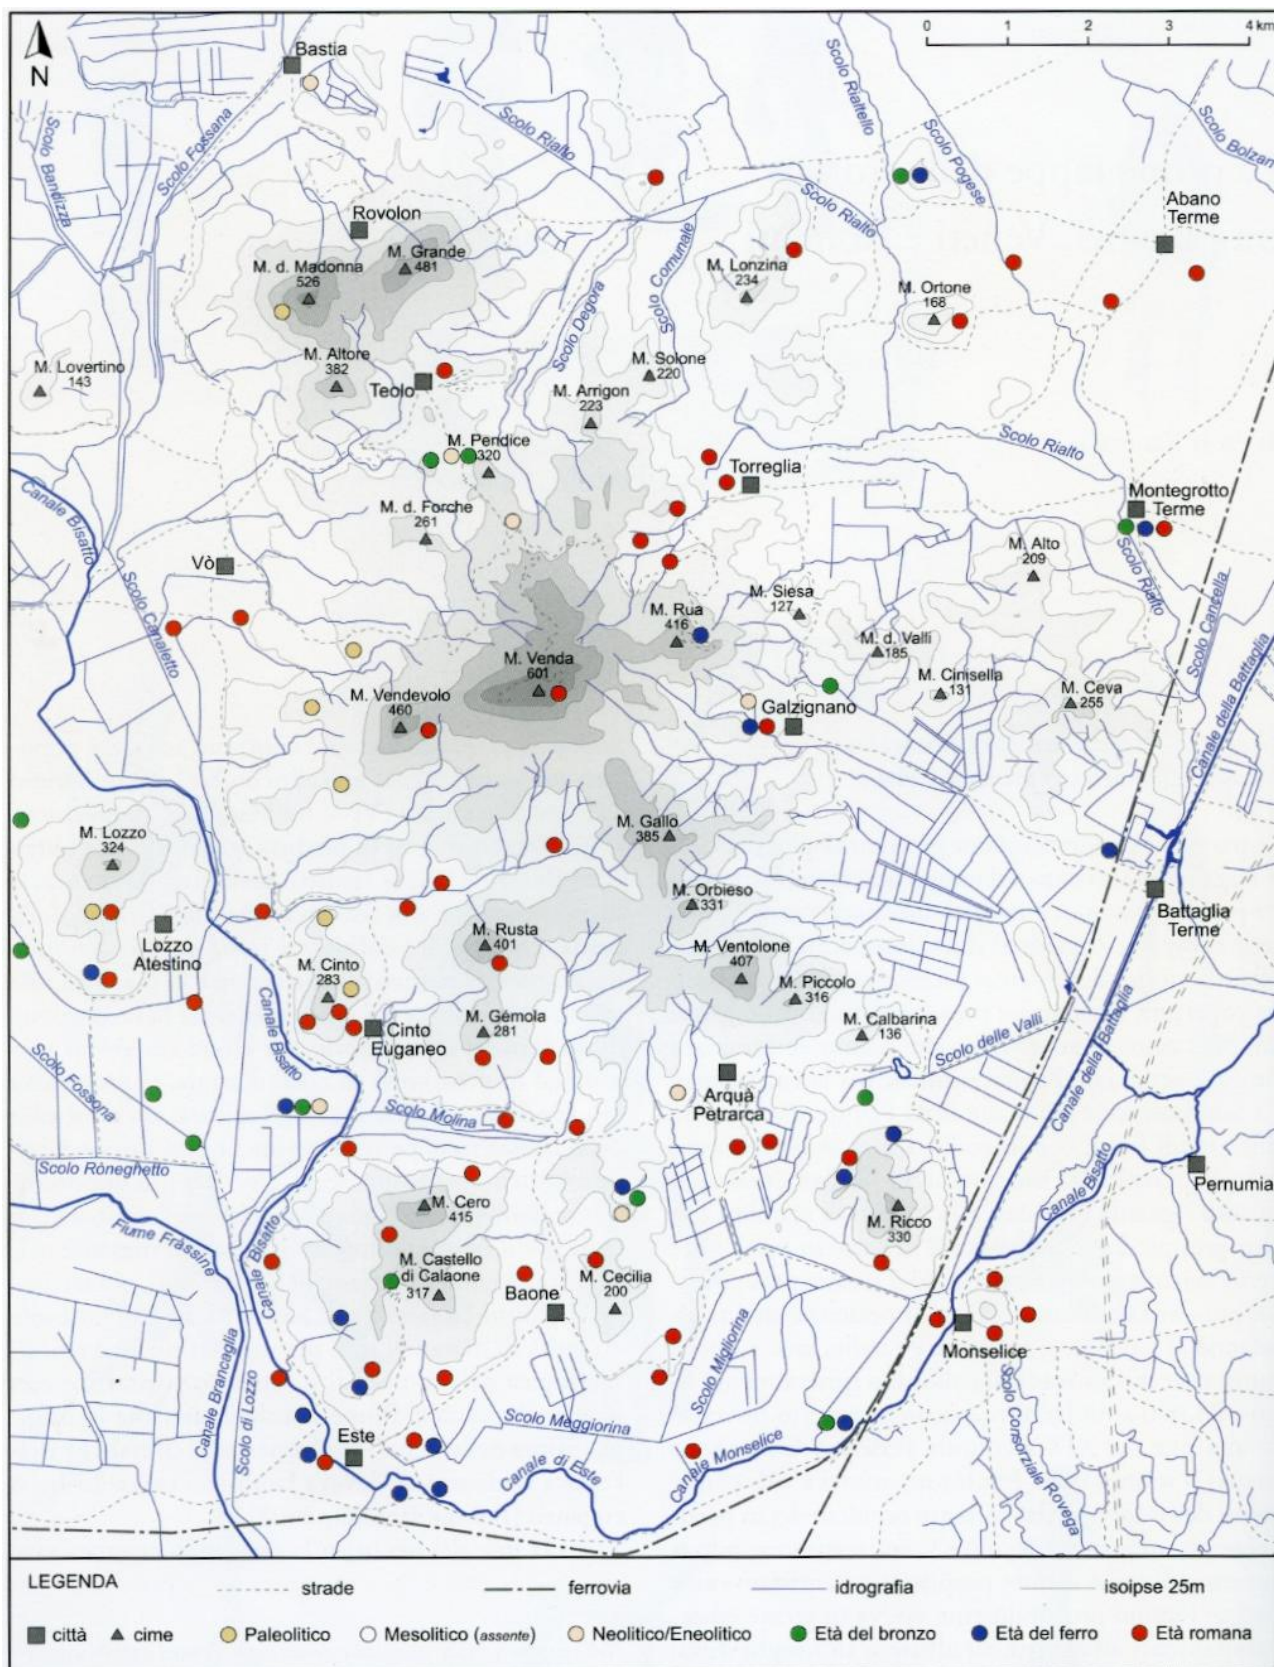 N
0 1 2 3 4 km
Bastia
Scolo Bandizza
Scolo Fossana
Scolo Rialto
Scolo Rialtello
Scolo Pogese
Scolo Bolzan
Rovolon
M. Grande
481
M. d. Madonna
526
Scolo Degora
Scolo Comunale
Scolo Rialto
M. Lonzina
234
Abano
Terme
M. Ortone
168
M. Lovertino
143
M. Altore
382
Teolo
M. Solone
220
M. Arrigon
223
M. Pendice
320
Scolo Rialto
Torreglia
Canale Bisatto
M. d. Forche
261
Montegrotto
Terme
Vò
Scolo Canaletto
M. Alto
209
Scolo Rialto
M. Siesa
127
M. Rua
416
Scolo Cancella
M. d. Valli
185
M. Venda
601
M. Cinisella
131
M. Ceva
255
M. Vendevolo
460
Galzignano
Canale della Battaglia
M. Lozzo
324
M. Gallo
385
M. Orbieso
331
Battaglia
Terme
Lozzo
Atestino
M. Rusta
401
M. Ventolone
407
M. Cinto
283
M. Piccolo
316
Canale Bisatto
Cinto
Euganeo
M. Gémola
281
M. Calbarina
136
Scolo delle Valli
Canale della Battaglia
Scolo Fossona
Arquà
Petrarca
Scolo Molina
Scolo Ròneghetto
Canale Bisatto
Pernumia
Fiume Fràssine
Canale Bisatto
M. Cero
415
M. Ricco
330
M. Castello
di Calaone
317
Baone
M. Cecilia
200
Monselice
Canale Brancaglia
Scolo di Lozzo
Scolo Migliorina
Scolo Meggiorina
Este
Canale di Este
Canale Monselice
Scolo Consorziale Rovega
LEGENDA strade ferrovia idrografia isoipse 25m
città cime Paleolitico Mesolitico (assente) Neolitico/Eneolitico Età del bronzo Età del ferro Età romana